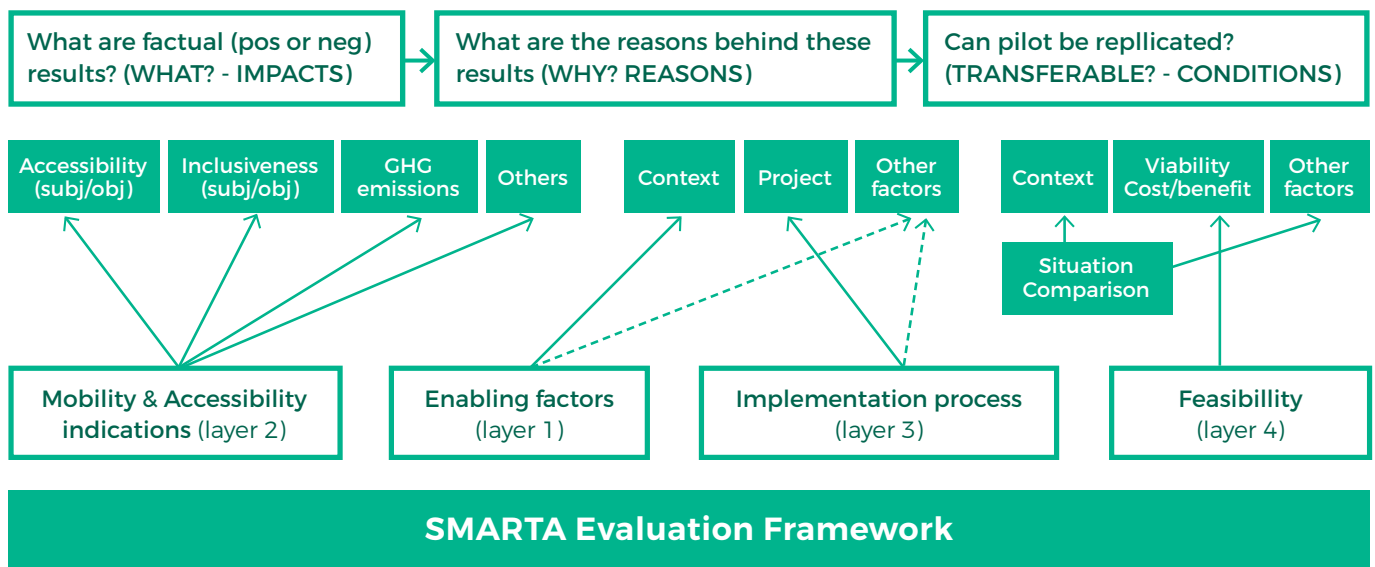 What are factual (pos or neg)
results? (WHAT? - IMPACTS)
What are the reasons behind these
results (WHY? REASONS)
Can pilot be repllicated?
(TRANSFERABLE? - CONDITIONS)
Accessibility
(subj/obj)
Inclusiveness
(subj/obj)
GHG
emissions
Others
Context
Project
Other
factors
Context
Viability
Cost/benefit
Other
factors
Situation
Comparison
Mobility & Accessibility
indications (layer 2)
Enabling factors
(layer 1)
Implementation process
(layer 3)
Feasibillity
(layer 4)
SMARTA Evaluation Framework